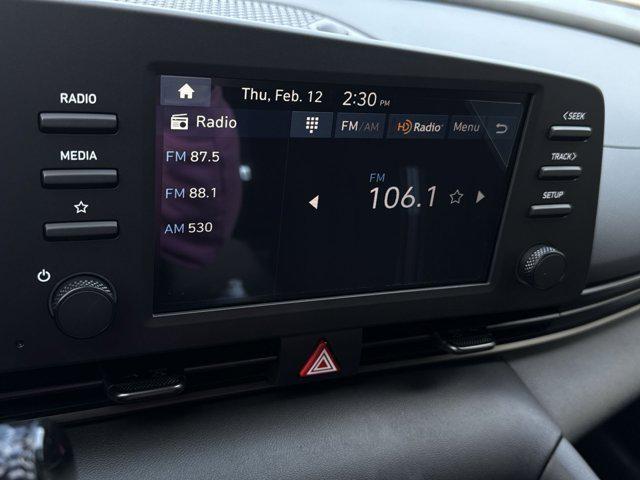 RADIO
MEDIA
Thu, Feb. 12 2:30 PM
Radio
FM/AM
HD Radio
Menu
FM 87.5
FM 88.1
AM 530
FM
106.1
SEEK
TRACK
SETUP